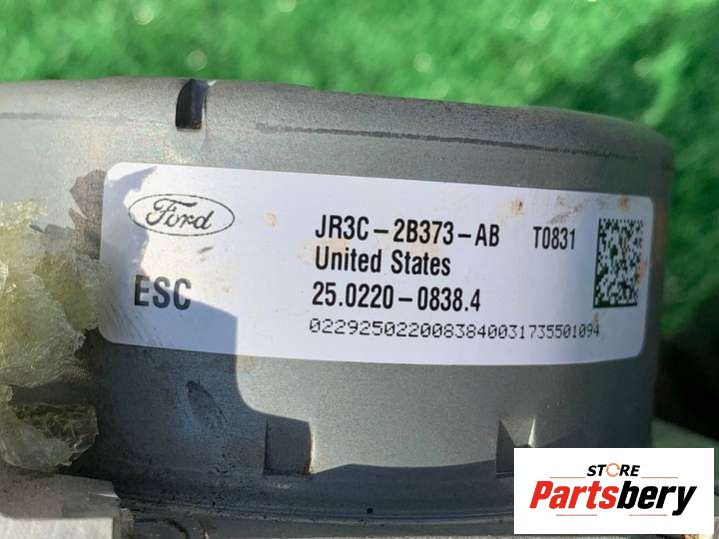 Ford
JR3C-2B373-AB T0831
United States
ESC 25.0220-0838.4
0229250220083840031735501094
STORE
Partsbery